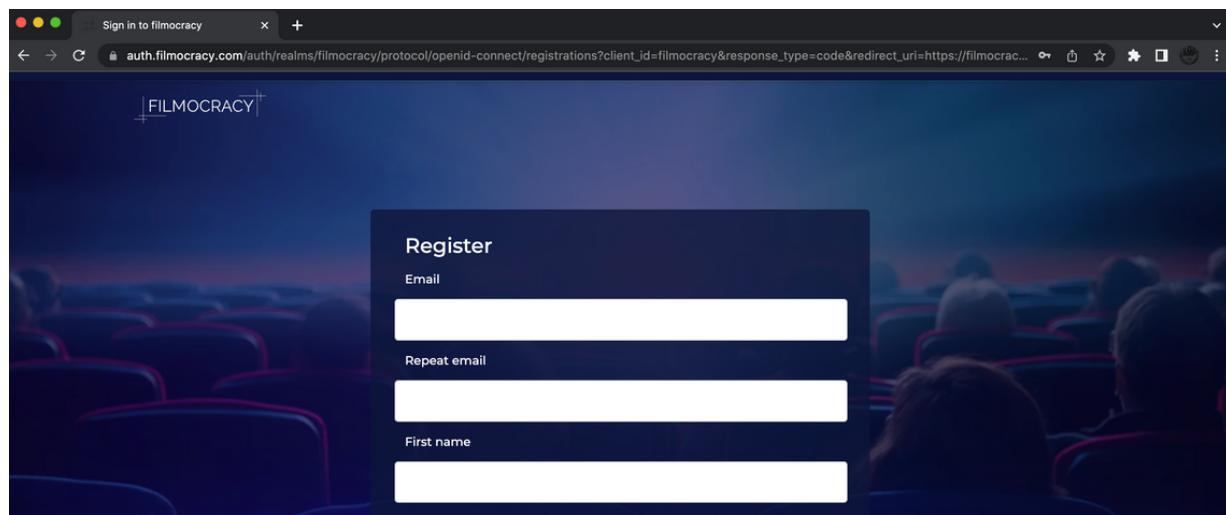 Sign in to filmocracy
auth.filmocracy.com/auth/realms/filmocracy/protocol/openid-connect/registrations?client_id=filmocracy&response_type=code&redirect_uri=https://filmocrac...
FILMOCRACY
Register
Email
Repeat email
First name